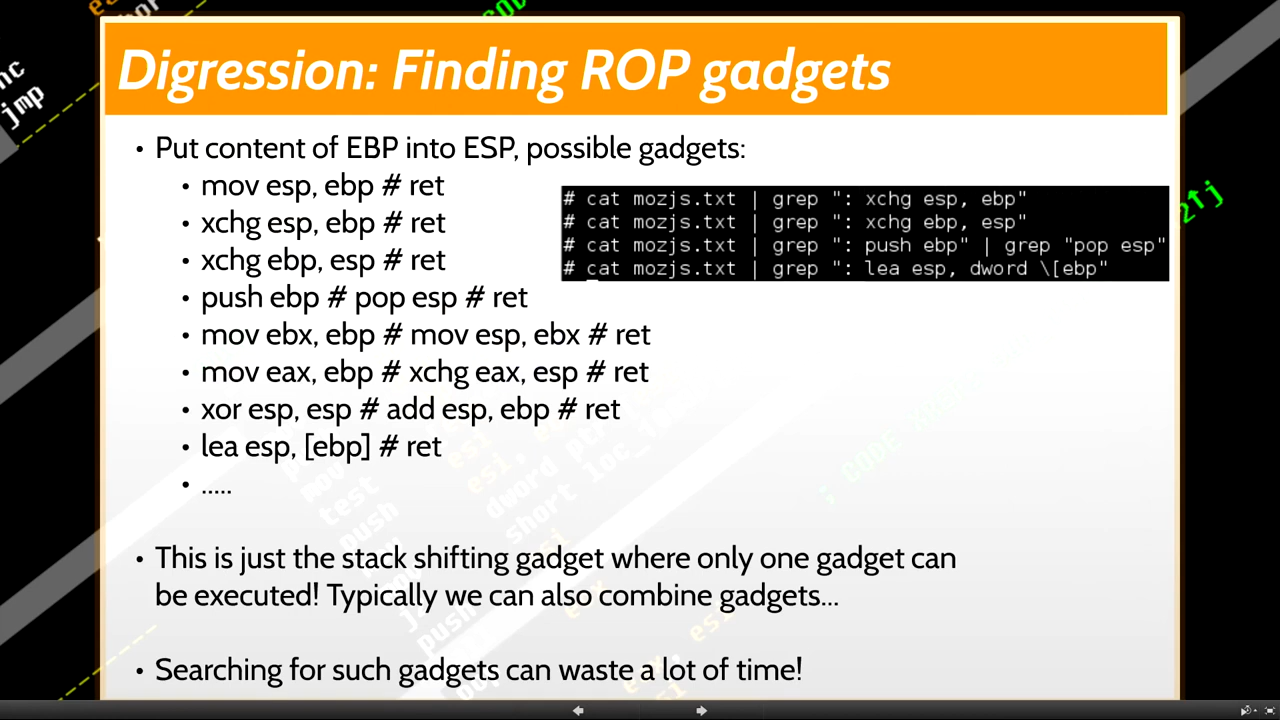 Digression: Finding ROP gadgets
• Put content of EBP into ESP, possible gadgets:
• mov esp, ebp # ret
• xchg esp, ebp # ret
• xchg ebp, esp # ret
• push ebp # pop esp # ret
• mov ebx, ebp # mov esp, ebx # ret
• mov eax, ebp # xchg eax, esp # ret
• xor esp, esp # add esp, ebp # ret
• lea esp, [ebp] # ret
• .....
# cat mozjs.txt | grep ": xchg esp, ebp"
# cat mozjs.txt | grep ": xchg ebp, esp"
# cat mozjs.txt | grep ": push ebp" | grep "pop esp"
# cat mozjs.txt | grep ": lea esp, dword \[ebp"
• This is just the stack shifting gadget where only one gadget can
be executed! Typically we can also combine gadgets...
• Searching for such gadgets can waste a lot of time!
jmp
test
push